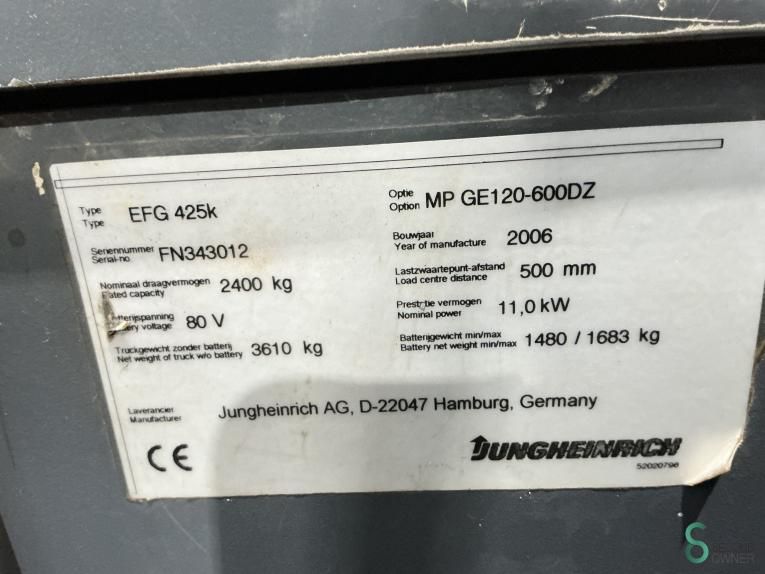 Type EFG 425k
Type
Optie MP GE120-600DZ
Option
Serienummer FN343012
Serial-no.
Bouwjaar 2006
Year of manufacture
Nominaal draagvermogen 2400 kg
Rated capacity
Lastzwaartepunt-afstand 500 mm
Load centre distance
Batterijspanning 80 V
Battery voltage
Prestatie vermogen 11,0 kW
Nominal power
Truckgewicht zonder batterij 3610 kg
Net weight of truck w/o battery
Batterijgewicht min/max 1480 / 1683 kg
Battery net weight min/max
Leverancier Jungheinrich AG, D-22047 Hamburg, Germany
Manufacturer
CE
JUNGHEINRICH
52020796
OWNER